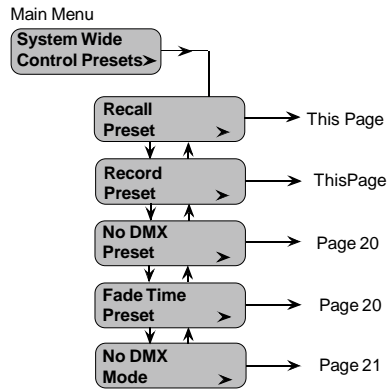 Main Menu
System Wide
Control Presets➤
Recall
Preset ➤
This Page
Record
Preset ➤
ThisPage
No DMX
Preset ➤
Page 20
Fade Time
Preset ➤
Page 20
No DMX
Mode ➤
Page 21